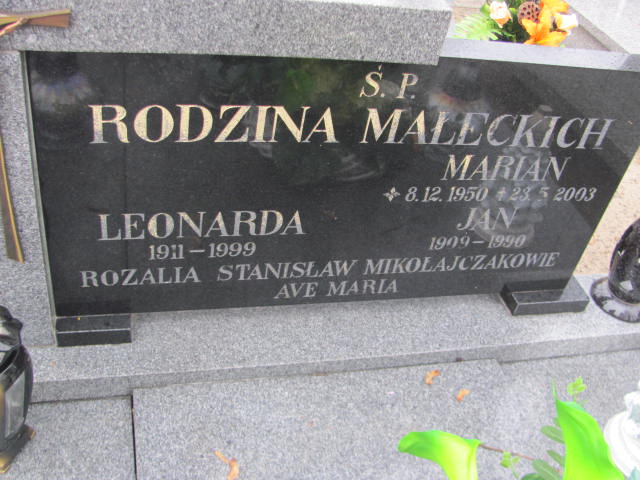 Ś. P.
RODZINA MAŁECKICH
MARIAN
8.12.1950 23.5 2003
LEONARDA JAN
1911-1999 1909-1990
ROZALIA STANISŁAW MIKOŁAJCZAKOWIE
AVE MARIA